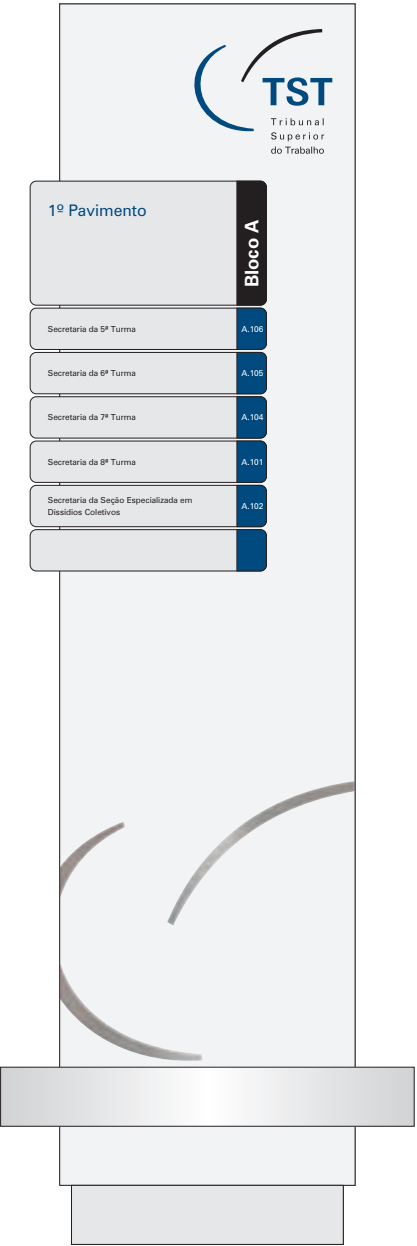 TST
Tribunal
Superior
do Trabalho
1º Pavimento
Bloco A
Secretaria da 5ª Turma
A.106
Secretaria da 6ª Turma
A.105
Secretaria da 7ª Turma
A.104
Secretaria da 8ª Turma
A.101
Secretaria da Seção Especializada em
Dissídios Coletivos
A.102